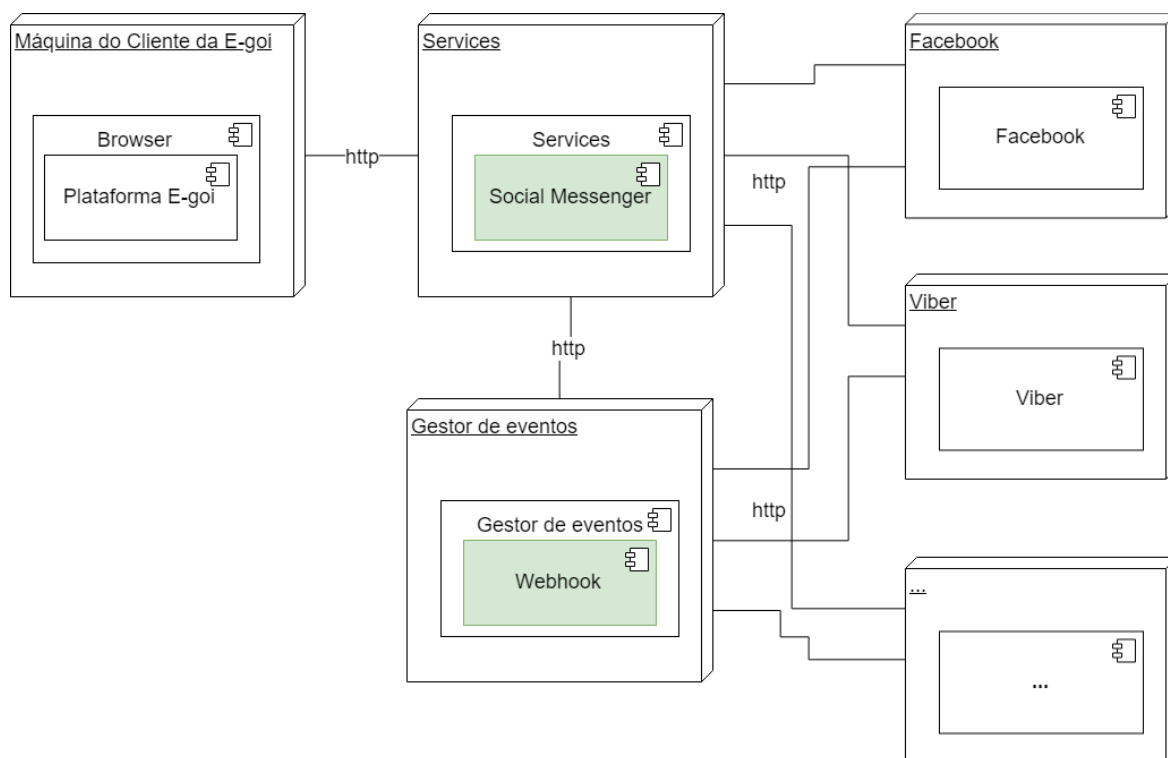 Máquina do Cliente da E-goi
Browser
Plataforma E-goi
http
Services
Services
Social Messenger
http
Facebook
Facebook
http
Viber
Viber
Gestor de eventos
Gestor de eventos
Webhook
http
...
...